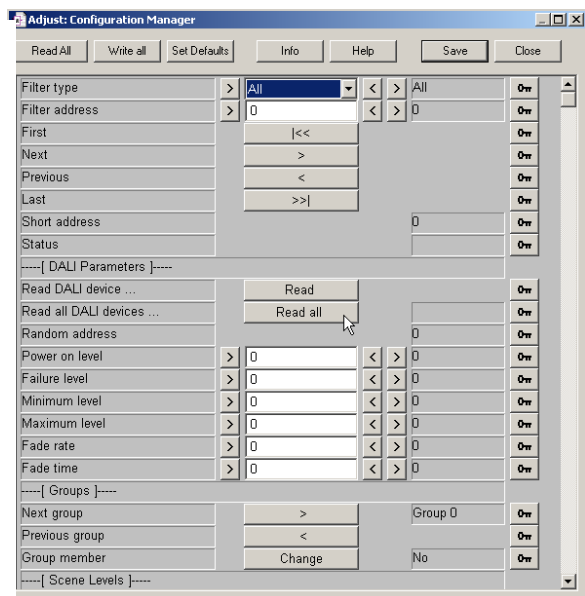 Adjust: Configuration Manager
Read All Write all Set Defaults Info Help Save Close
Filter type > All < > All
Filter address > 0 < > 0
First |<<
Next >
Previous <
Last >>|
Short address 0
Status
-----[ DALI Parameters ]-----
Read DALI device ... Read
Read all DALI devices ... Read all
Random address 0
Power on level > 0 < > 0
Failure level > 0 < > 0
Minimum level > 0 < > 0
Maximum level > 0 < > 0
Fade rate > 0 < > 0
Fade time > 0 < > 0
-----[ Groups ]-----
Next group > Group 0
Previous group <
Group member Change No
-----[ Scene Levels ]-----